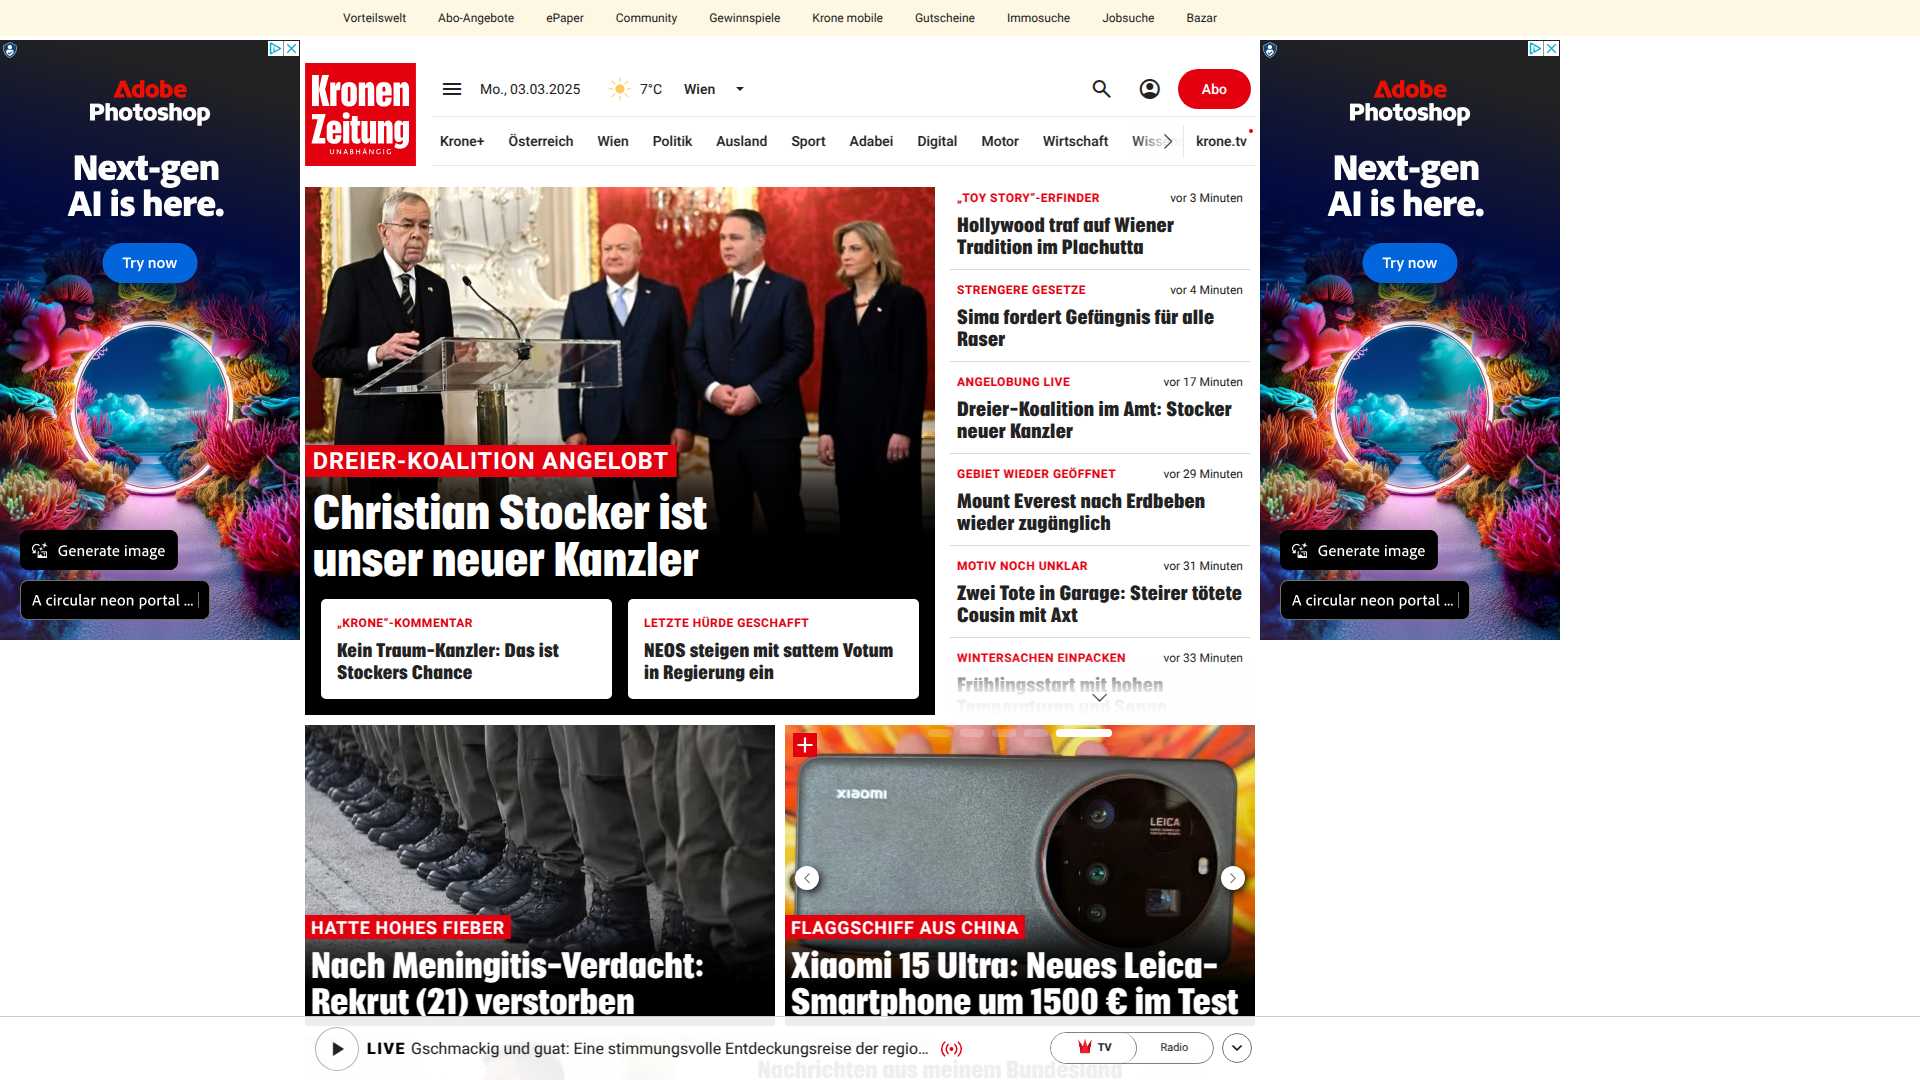 Vorteilswelt
Abo-Angebote
ePaper
Community
Gewinnspiele
Krone mobile
Gutscheine
Immosuche
Jobsuche
Bazar
Adobe
Photoshop
Next-gen
AI is here.
Try now
Generate image
A circular neon portal ...
Kronen
Zeitung
UNABHÄNGIG
Mo., 03.03.2025
7°C
Wien
Abo
Krone+
Österreich
Wien
Politik
Ausland
Sport
Adabei
Digital
Motor
Wirtschaft
krone.tv
DREIER-KOALITION ANGELOBT
Christian Stocker ist
unser neuer Kanzler
„KRONE“-KOMMENTAR
Kein Traum-Kanzler: Das ist
Stockers Chance
LETZTE HÜRDE GESCHAFFT
NEOS steigen mit sattem Votum
in Regierung ein
„TOY STORY“-ERFINDER
vor 3 Minuten
Hollywood traf auf Wiener
Tradition im Plachutta
STRENGERE GESETZE
vor 4 Minuten
Sima fordert Gefängnis für alle
Raser
ANGELOBUNG LIVE
vor 17 Minuten
Dreier-Koalition im Amt: Stocker
neuer Kanzler
GEBIET WIEDER GEÖFFNET
vor 29 Minuten
Mount Everest nach Erdbeben
wieder zugänglich
MOTIV NOCH UNKLAR
vor 31 Minuten
Zwei Tote in Garage: Steirer tötete
Cousin mit Axt
WINTERSACHEN EINPACKEN
vor 33 Minuten
Frühlingsstart mit hohen
Temperaturen und Sonne
Adobe
Photoshop
Next-gen
AI is here.
Try now
Generate image
A circular neon portal ...
HATTE HOHES FIEBER
Nach Meningitis-Verdacht:
Rekrut (21) verstorben
xiaomi
LEICA
FLAGGSCHIFF AUS CHINA
Xiaomi 15 Ultra: Neues Leica-
Smartphone um 1500 € im Test
LIVE Gschmackig und guat: Eine stimmungsvolle Entdeckungsreise der regio...
TV
Radio
Nachrichten aus meinem Bundesland